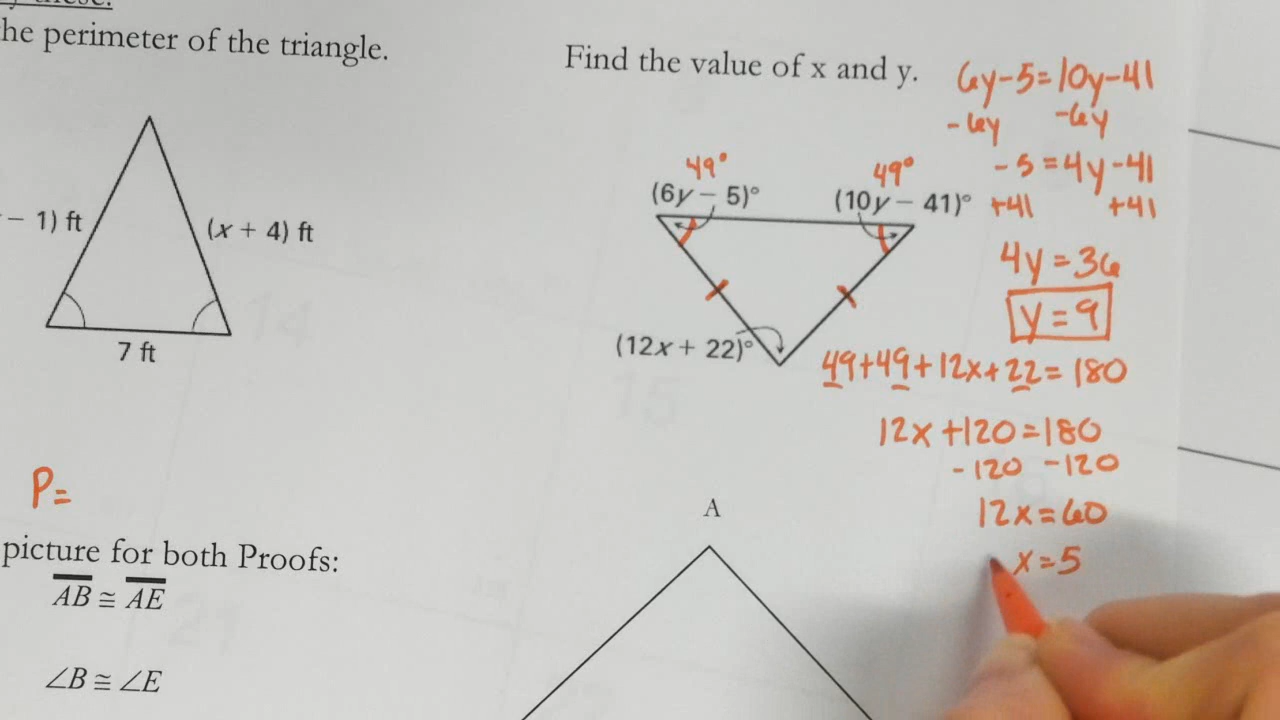 he perimeter of the triangle.
– 1) ft
(x + 4) ft
7 ft
P=
picture for both Proofs:
AB ≅ AE
∠B ≅ ∠E
Find the value of x and y.
49°
49°
(6y – 5)°
(10y – 41)°
(12x + 22)°
6y-5=10y-41
-6y -6y
-5=4y-41
+41 +41
4y=36
y=9
49+49+12x+22=180
12x+120=180
-120 -120
12x=60
x=5
A